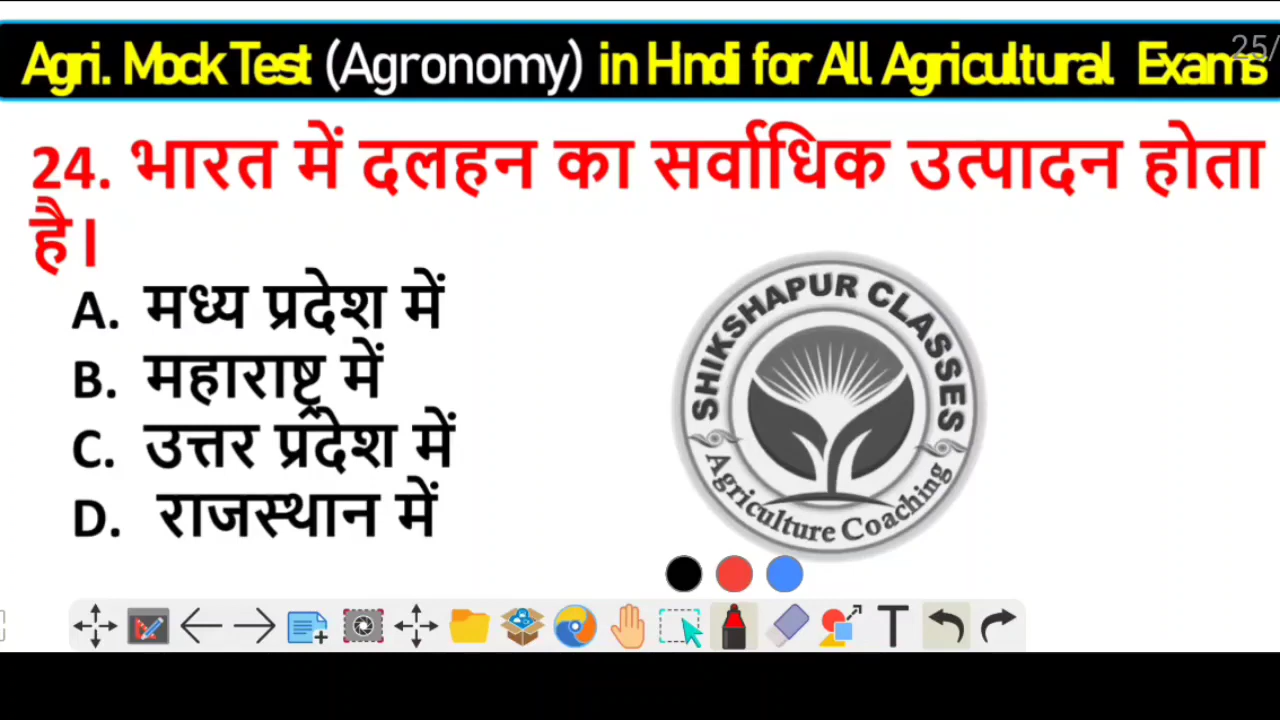 Agri. Mock Test (Agronomy) in Hndi for All Agricultural Exams
25/
24. भारत में दलहन का सर्वाधिक उत्पादन होता
है।
A. मध्य प्रदेश में
B. महाराष्ट्र में
C. उत्तर प्रदेश में
D. राजस्थान में
SHIKSHAPUR CLASSES
Agriculture Coaching
T